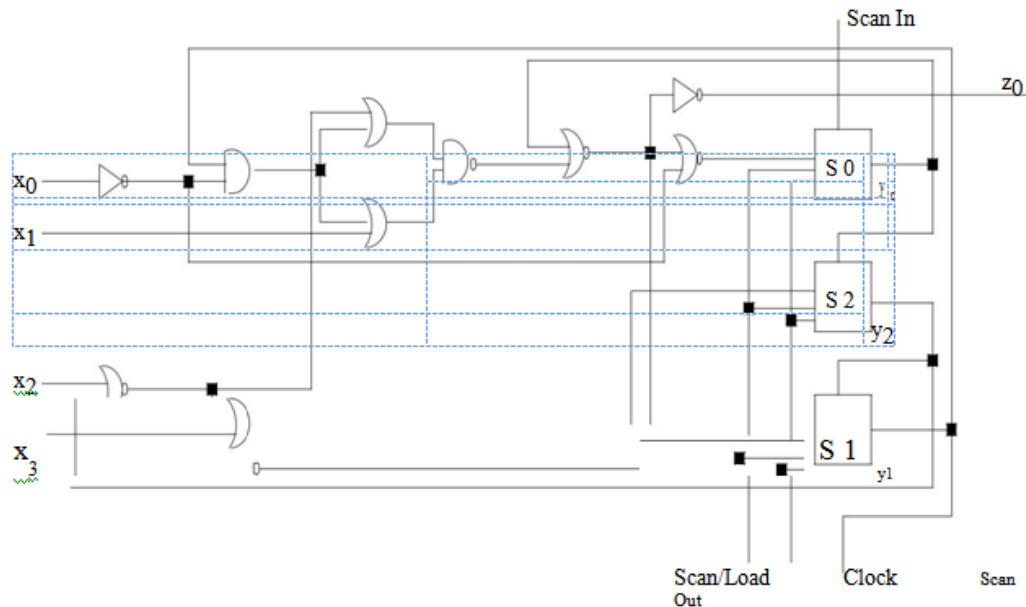 Scan In
z0
x0
S 0
x1
S 2
y2
x2
x3
S 1
y1
Scan/Load
Clock
Scan
Out